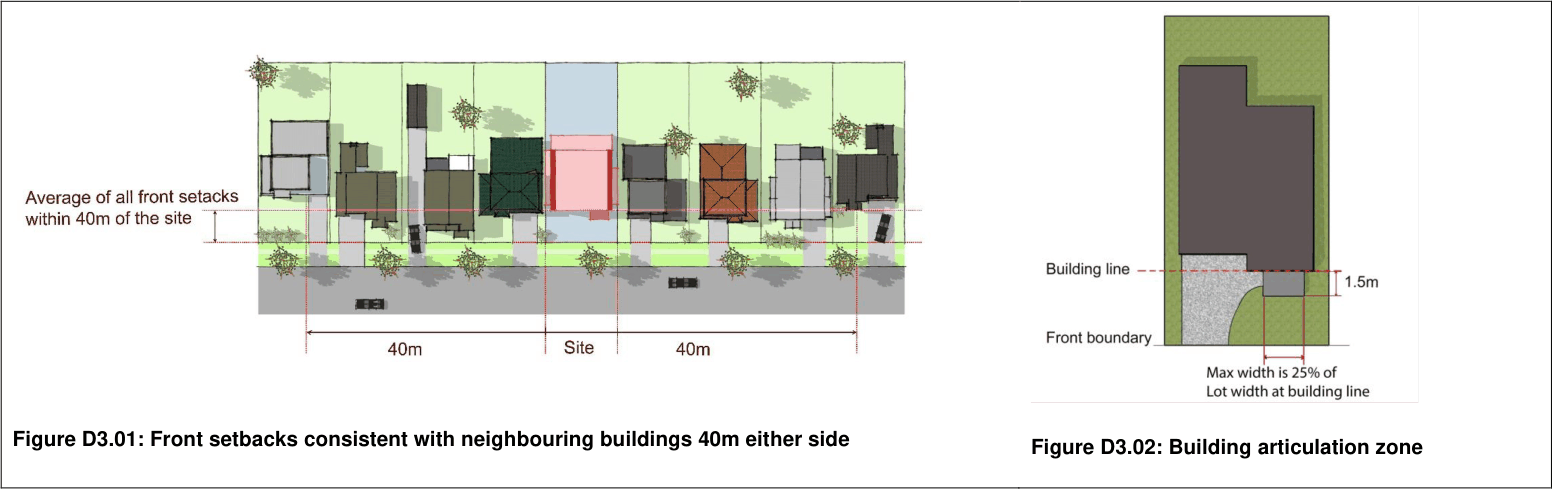 Average of all front setacks
within 40m of the site
40m
Site
40m
Figure D3.01: Front setbacks consistent with neighbouring buildings 40m either side
Building line
1.5m
Front boundary
Max width is 25% of
Lot width at building line
Figure D3.02: Building articulation zone